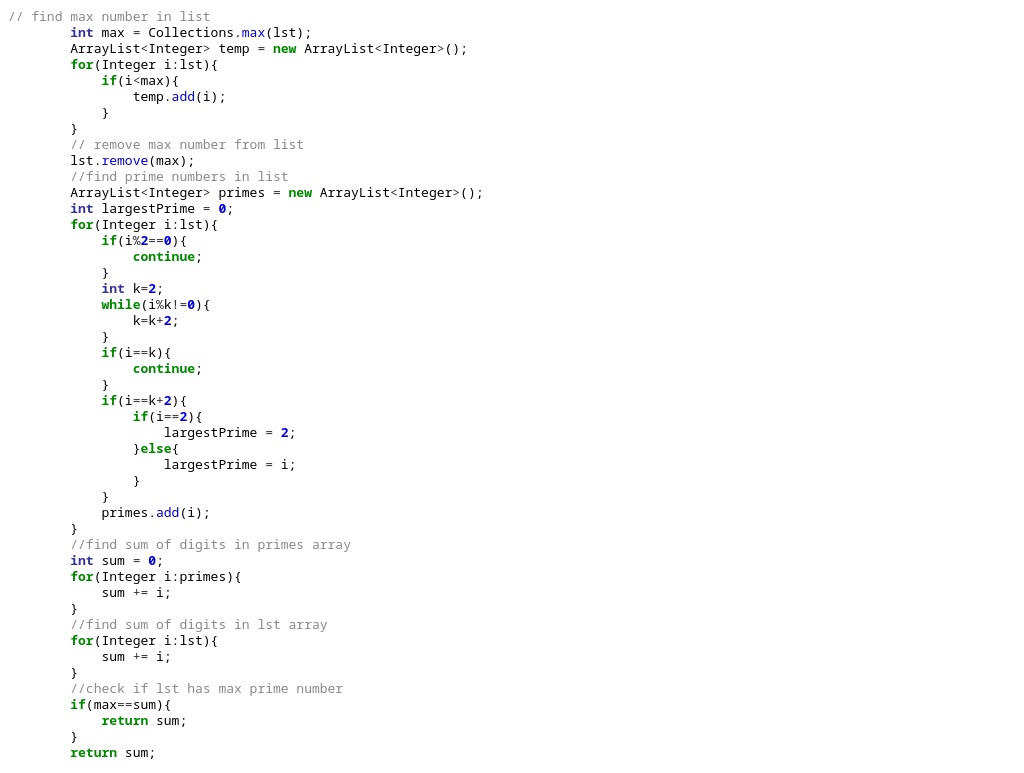 // find max number in list
        int max = Collections.max(lst);
        ArrayList<Integer> temp = new ArrayList<Integer>();
        for(Integer i:lst){
            if(i<max){
                temp.add(i);
            }
        }
        // remove max number from list
        lst.remove(max);
        //find prime numbers in list
        ArrayList<Integer> primes = new ArrayList<Integer>();
        int largestPrime = 0;
        for(Integer i:lst){
            if(i%2==0){
                continue;
            }
            int k=2;
            while(i%k!=0){
                k=k+2;
            }
            if(i==k){
                continue;
            }
            if(i==k+2){
                if(i==2){
                    largestPrime = 2;
                }else{
                    largestPrime = i;
                }
            }
            primes.add(i);
        }
        //find sum of digits in primes array
        int sum = 0;
        for(Integer i:primes){
            sum += i;
        }
        //find sum of digits in lst array
        for(Integer i:lst){
            sum += i;
        }
        //check if lst has max prime number
        if(max==sum){
            return sum;
        }
        return sum;